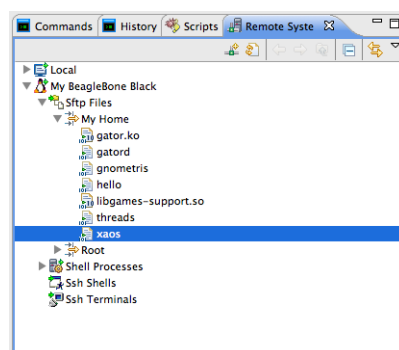 Commands History Scripts Remote Syste
Local
My BeagleBone Black
Sftp Files
My Home
gator.ko
gatord
gnometris
hello
libgames-support.so
threads
xaos
Root
Shell Processes
Ssh Shells
Ssh Terminals